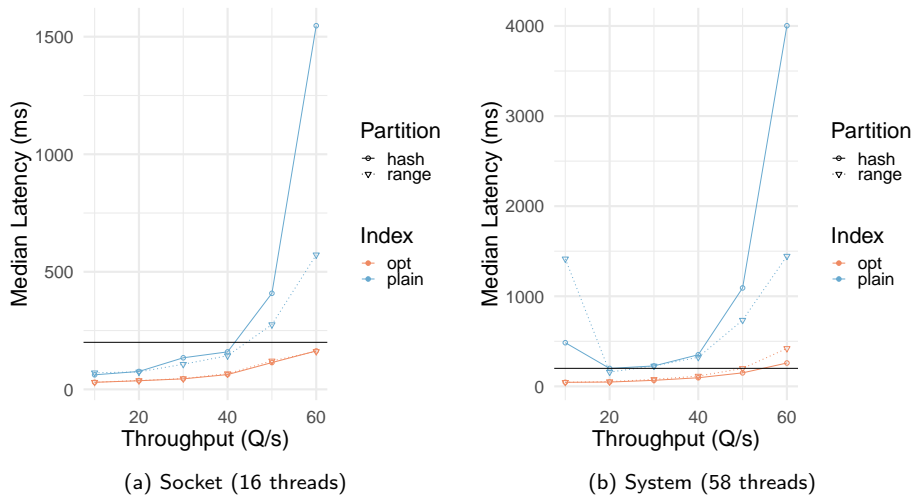 Median Latency (ms)
1500
1000
500
0
20
40
60
Throughput (Q/s)
Partition
hash
range
Index
opt
plain
(a) Socket (16 threads)
Median Latency (ms)
4000
3000
2000
1000
0
20
40
60
Throughput (Q/s)
Partition
hash
range
Index
opt
plain
(b) System (58 threads)